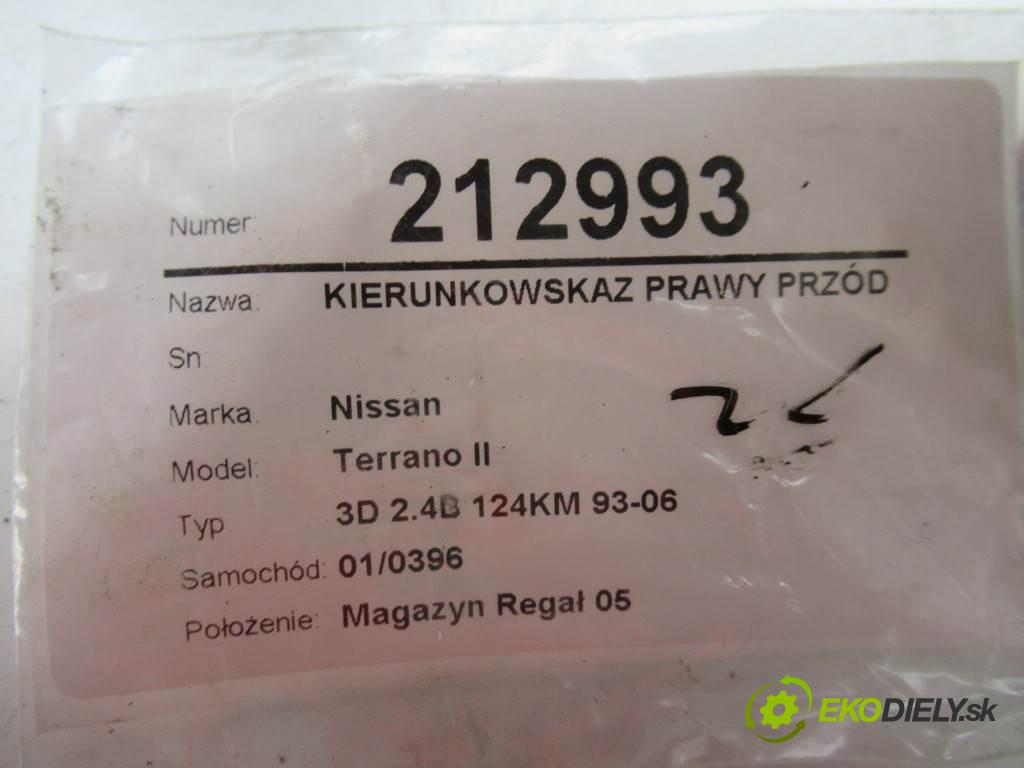 Numer: 212993
Nazwa: KIERUNKOWSKAZ PRAWY PRZÓD
Sn
Marka: Nissan
Model: Terrano II
Typ 3D 2.4B 124KM 93-06
Samochód: 01/0396
Położenie: Magazyn Regał 05
EKODIELY.sk